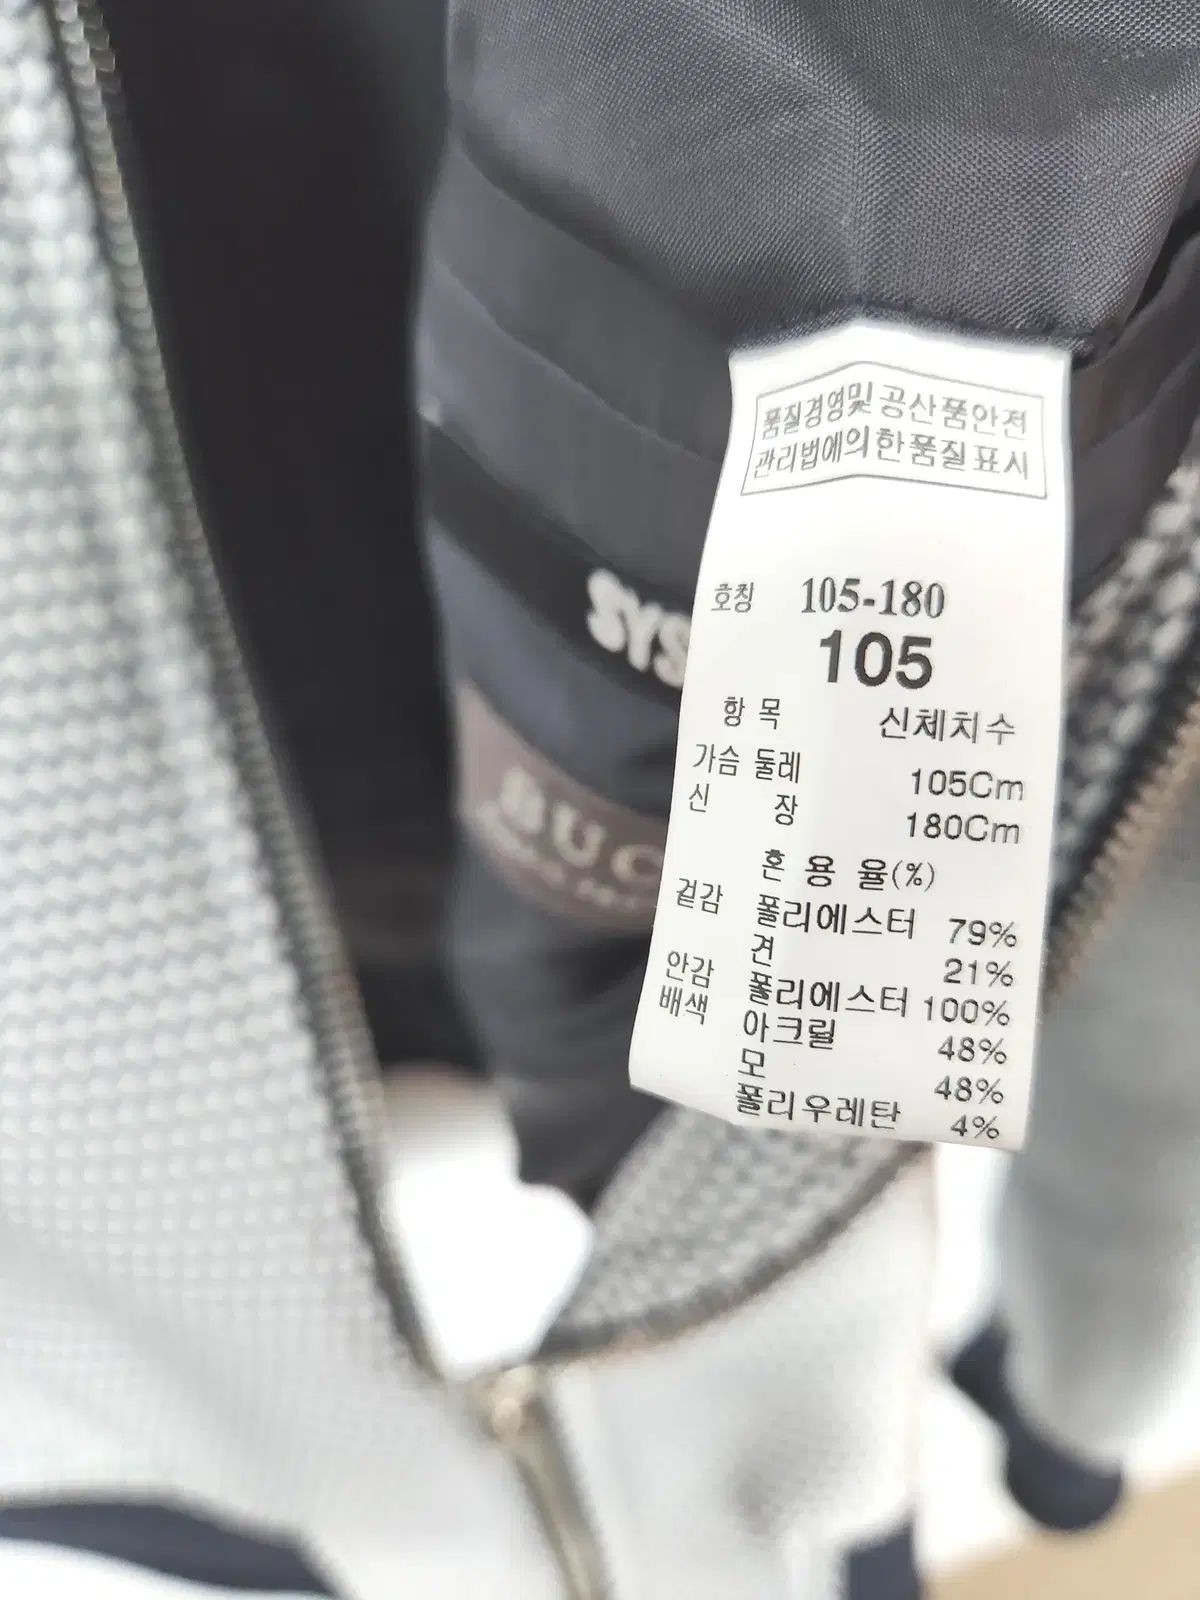 품질경영및 공산품안전
관리법에의한품질표시
호칭 105-180
105
항 목 신체치수
가슴 둘레 105Cm
신 장 180Cm
혼 용 율(%)
겉감 폴리에스터 79%
견 21%
안감 폴리에스터 100%
배색 아크릴 48%
모 48%
폴리우레탄 4%
SYS
BUC